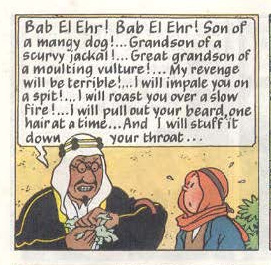 Bab El Ehr! Bab El Ehr! Son of
a mangy dog!... Grandson of a
scurvy jackal!... Great grandson of
a moulting vulture!... My revenge
will be terrible!... I will impale you on
a spit!... I will roast you over a slow
fire!... I will pull out your beard, one
hair at a time... And I will stuff it
down your throat...